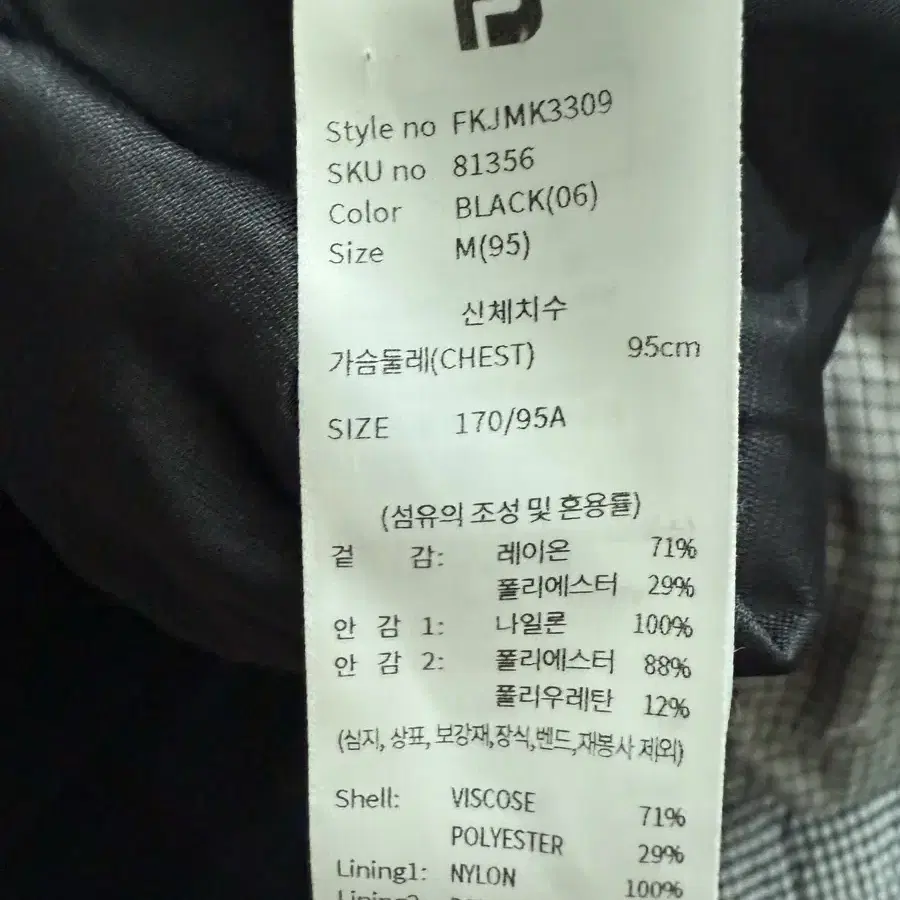 Style no FKJMK3309
SKU no 81356
Color BLACK(06)
Size M(95)
신체치수
가슴둘레(CHEST) 95cm
SIZE 170/95A
(섬유의 조성 및 혼용률)
겉 감: 레이온 71%
폴리에스터 29%
안 감 1: 나일론 100%
안 감 2: 폴리에스터 88%
폴리우레탄 12%
(심지, 상표, 보강재,장식,벤드,재봉사 제외)
Shell: VISCOSE 71%
POLYESTER 29%
Lining1: NYLON 100%